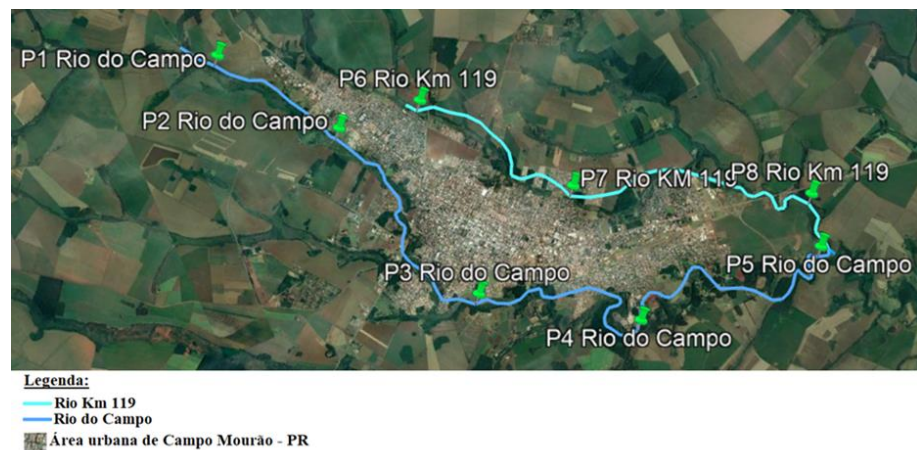 P1 Rio do Campo
P6 Rio Km 119
P2 Rio do Campo
P7 Rio KM 119
P8 Rio Km 119
P3 Rio do Campo
P5 Rio do Campo
P4 Rio do Campo
Legenda:
Rio Km 119
Rio do Campo
Área urbana de Campo Mourão - PR